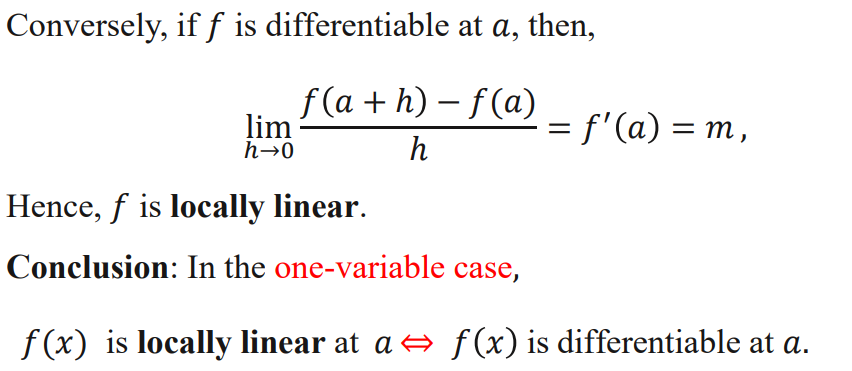 Conversely, if f is differentiable at a, then,
lim h→0 f(a + h) − f(a) / h = f′(a) = m ,
Hence, f is locally linear.
Conclusion: In the one-variable case,
f(x) is locally linear at a ⇔ f(x) is differentiable at a.